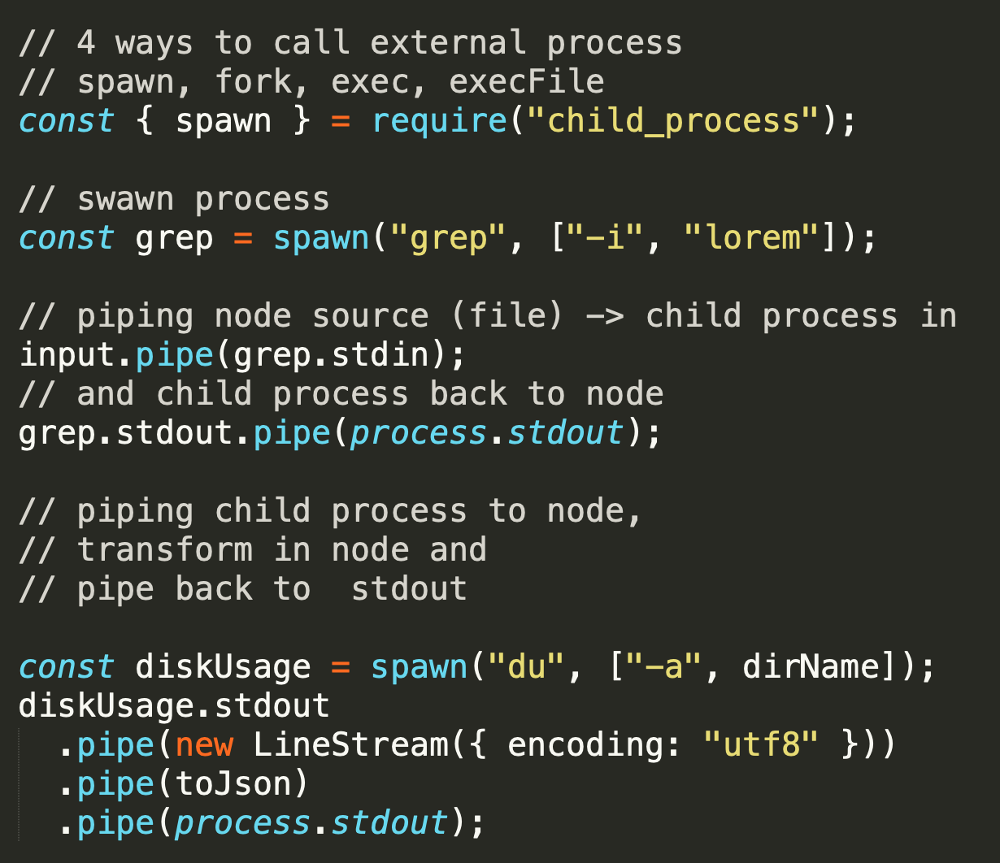 // 4 ways to call external process
// spawn, fork, exec, execFile
const { spawn } = require("child_process");
// swawn process
const grep = spawn("grep", ["-i", "lorem"]);
// piping node source (file) -> child process in
input.pipe(grep.stdin);
// and child process back to node
grep.stdout.pipe(process.stdout);
// piping child process to node,
// transform in node and
// pipe back to  stdout
const diskUsage = spawn("du", ["-a", dirName]);
diskUsage.stdout
  .pipe(new LineStream({ encoding: "utf8" }))
  .pipe(toJson)
  .pipe(process.stdout);